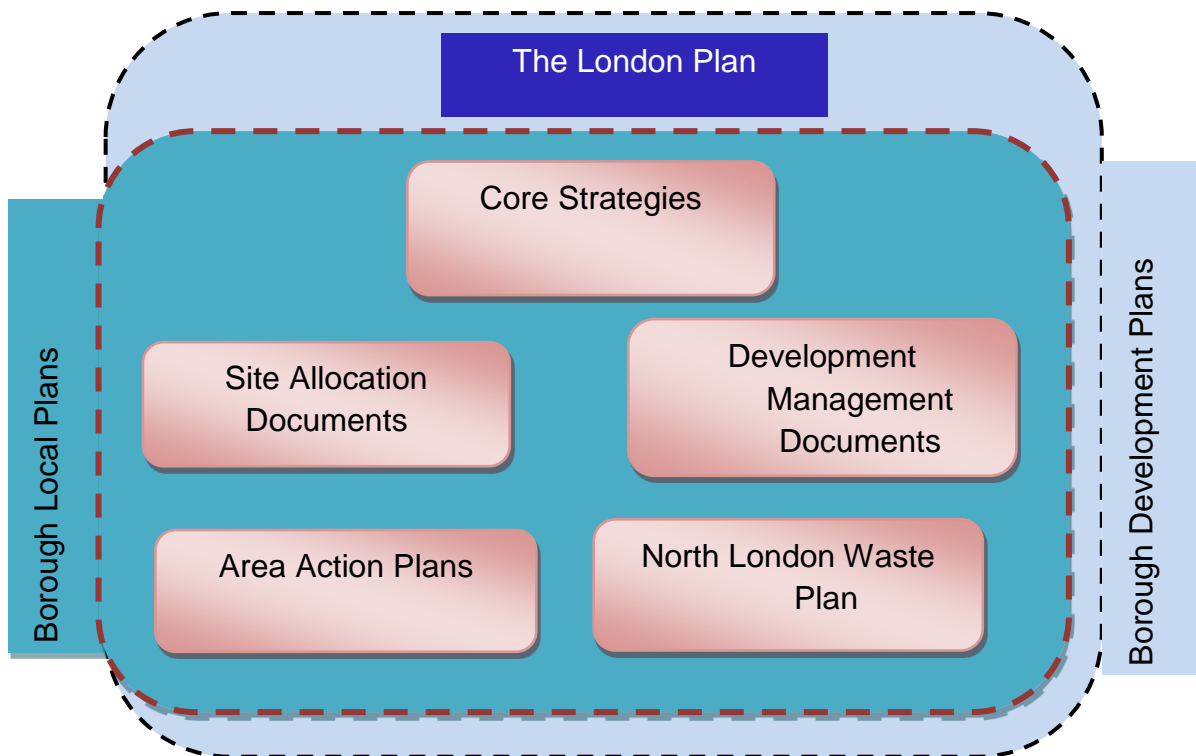 The London Plan
Core Strategies
Borough Local Plans
Site Allocation
Documents
Development
Management
Documents
Area Action Plans
North London Waste
Plan
Borough Development Plans